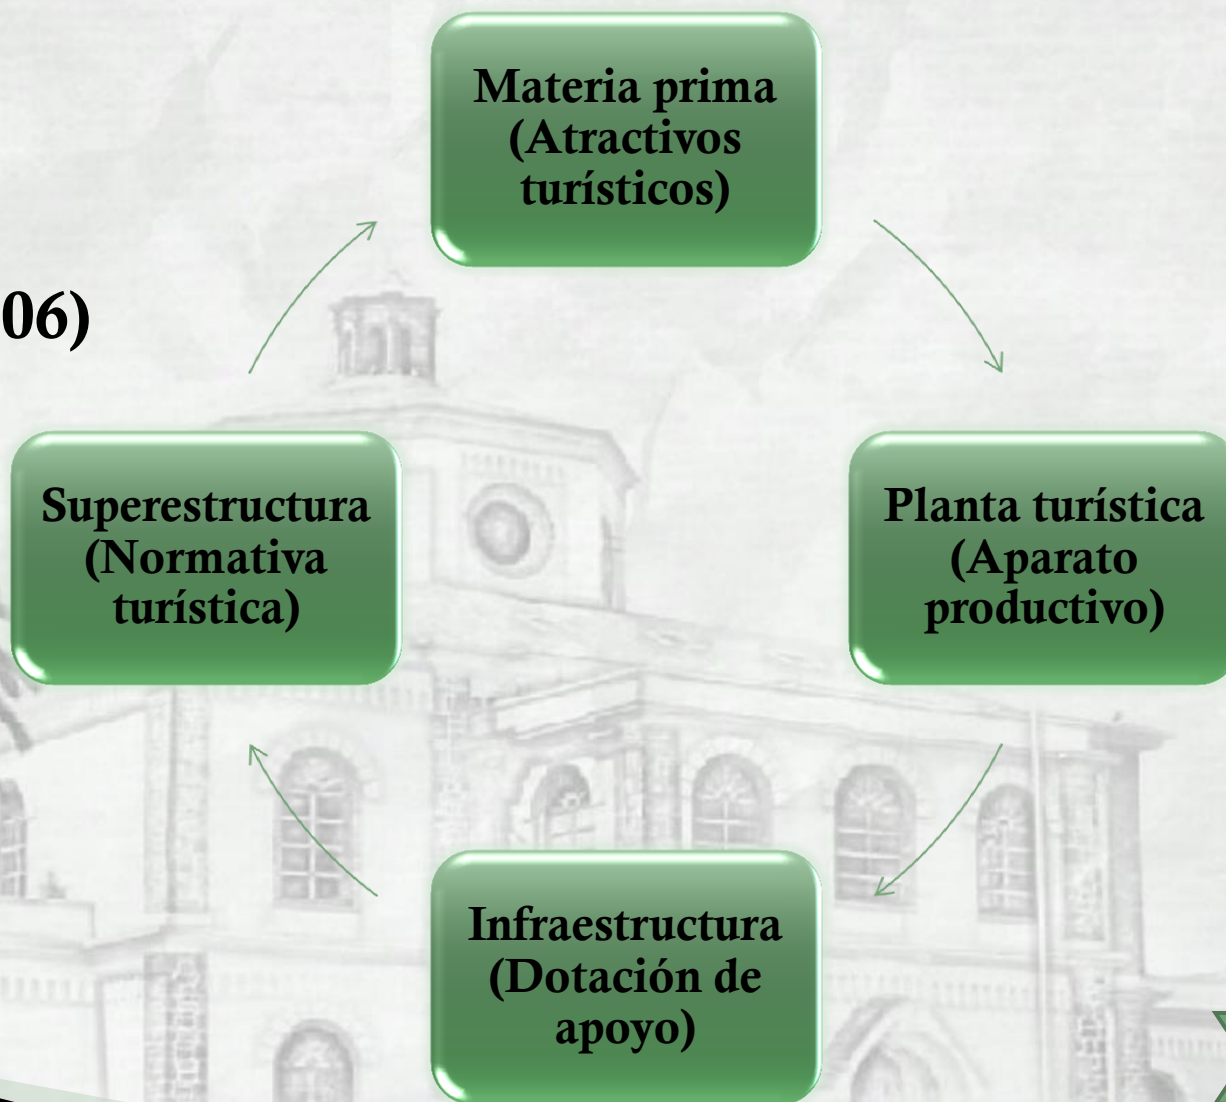 Materia prima
(Atractivos
turísticos)
06)
Superestructura
(Normativa
turística)
Planta turística
(Aparato
productivo)
Infraestructura
(Dotación de
apoyo)